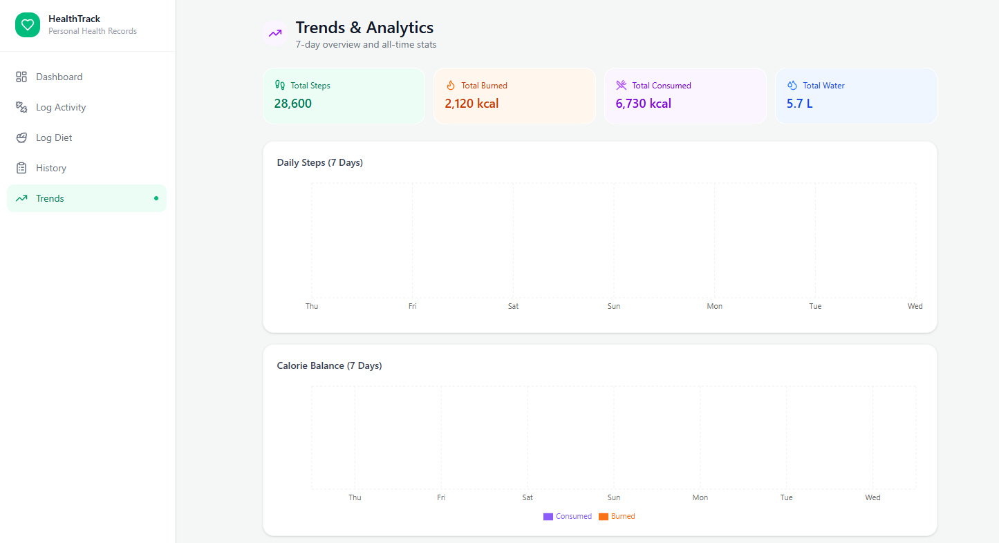 HealthTrack
Personal Health Records
Dashboard
Log Activity
Log Diet
History
Trends
Trends & Analytics
7-day overview and all-time stats
Total Steps
28,600
Total Burned
2,120 kcal
Total Consumed
6,730 kcal
Total Water
5.7 L
Daily Steps (7 Days)
Thu Fri Sat Sun Mon Tue Wed
Calorie Balance (7 Days)
Thu Fri Sat Sun Mon Tue Wed
Consumed Burned